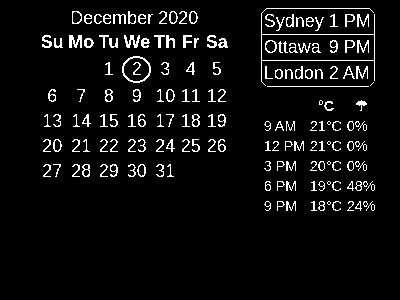 December 2020
Su Mo Tu We Th Fr Sa
1 2 3 4 5
6 7 8 9 10 11 12
13 14 15 16 17 18 19
20 21 22 23 24 25 26
27 28 29 30 31
Sydney 1 PM
Ottawa 9 PM
London 2 AM
°C ☂
9 AM 21°C 0%
12 PM 21°C 0%
3 PM 20°C 0%
6 PM 19°C 48%
9 PM 18°C 24%